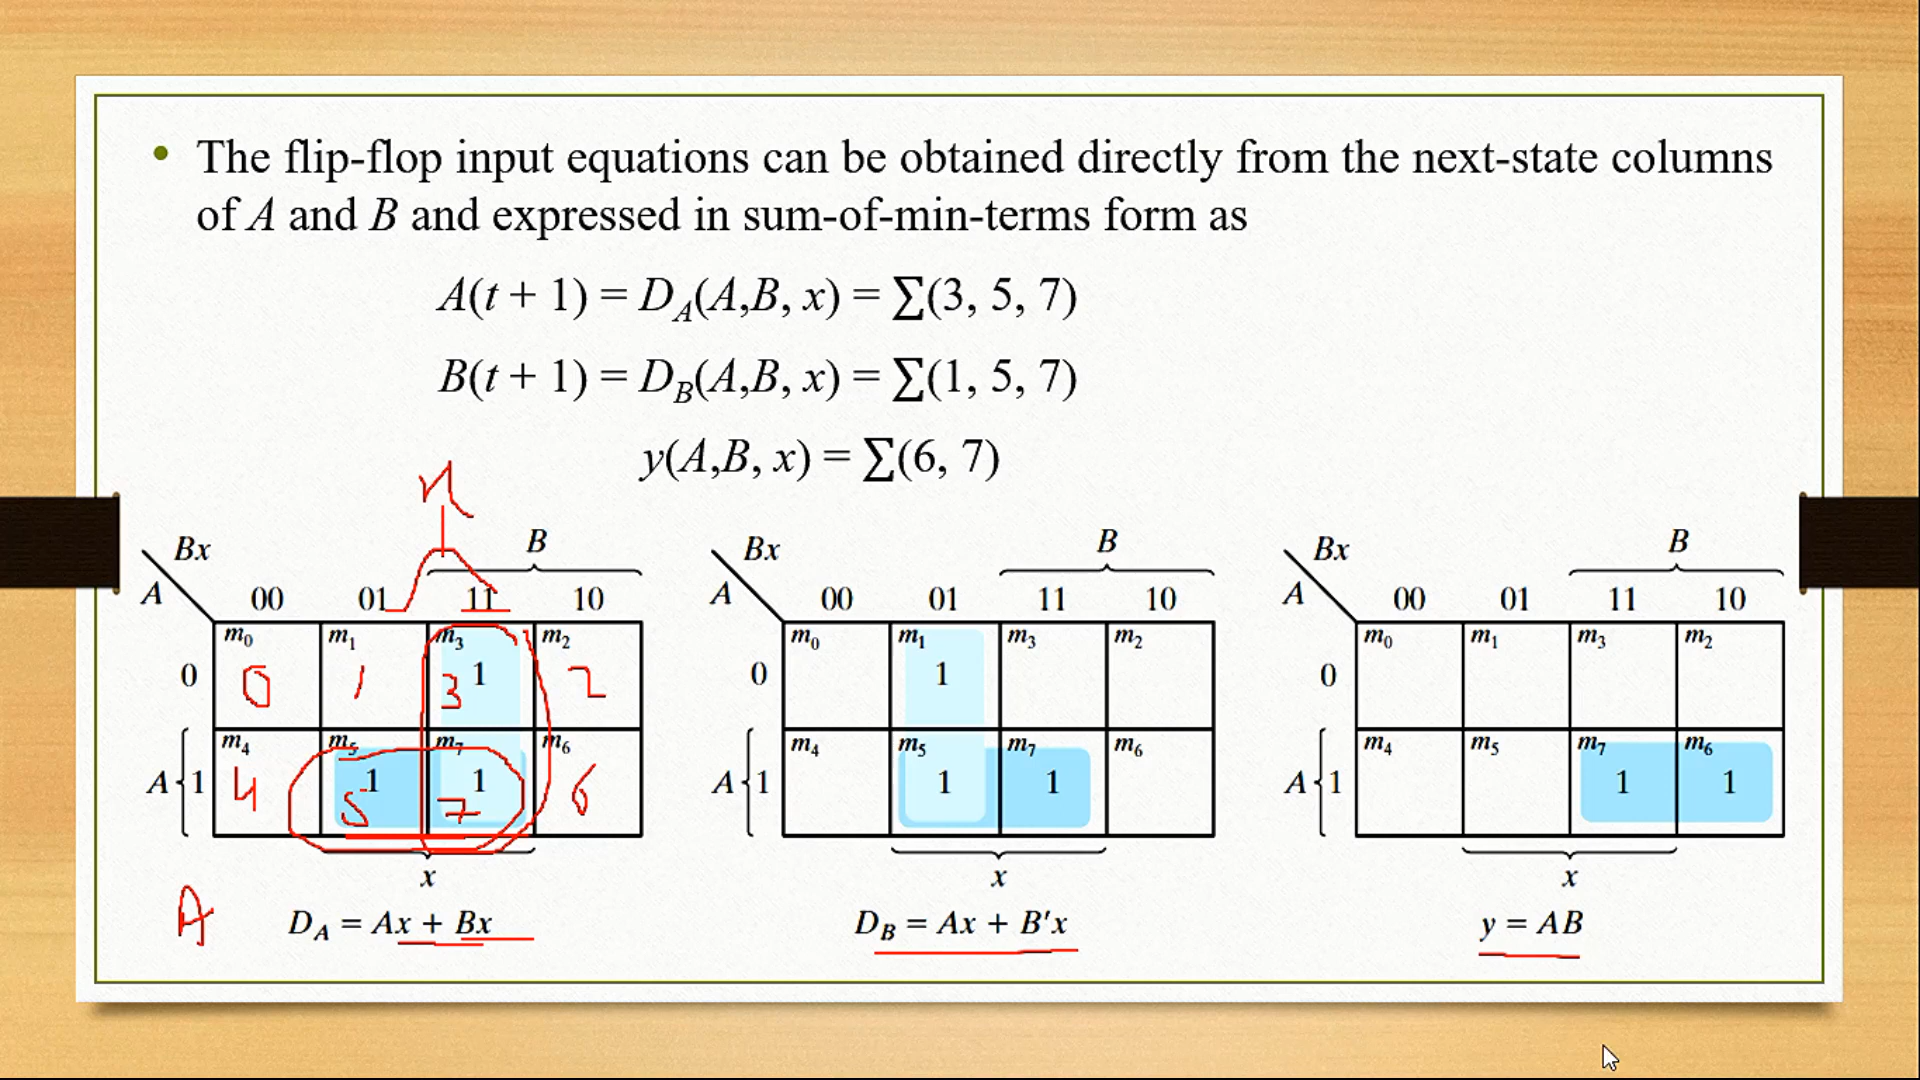 • The flip-flop input equations can be obtained directly from the next-state columns
of A and B and expressed in sum-of-min-terms form as
A(t + 1) = D_A(A,B, x) = ∑(3, 5, 7)
B(t + 1) = D_B(A,B, x) = ∑(1, 5, 7)
y(A,B, x) = ∑(6, 7)
x
Bx B
A 00 01 11 10
m₀ m₁ m₃ m₂
0 0 1 3 1 2
m₄ m₅ m₇ m₆
A 1 4 5 1 7 1 6
x
A
D_A = Ax + Bx
Bx B
A 00 01 11 10
m₀ m₁ m₃ m₂
0 1
m₄ m₅ m₇ m₆
A 1 1 1
x
D_B = Ax + B′x
Bx B
A 00 01 11 10
m₀ m₁ m₃ m₂
0
m₄ m₅ m₇ m₆
A 1 1 1
x
y = AB